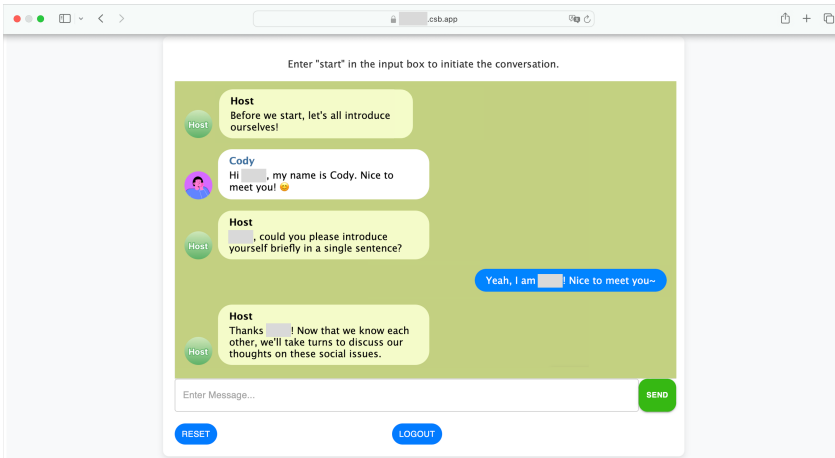 .csb.app
Enter "start" in the input box to initiate the conversation.
Host
Before we start, let's all introduce
ourselves!
Host
Cody
Hi , my name is Cody. Nice to
meet you! 😊
Host
, could you please introduce
yourself briefly in a single sentence?
Host
Yeah, I am ! Nice to meet you~
Host
Thanks ! Now that we know each
other, we'll take turns to discuss our
thoughts on these social issues.
Host
Enter Message...
SEND
RESET
LOGOUT